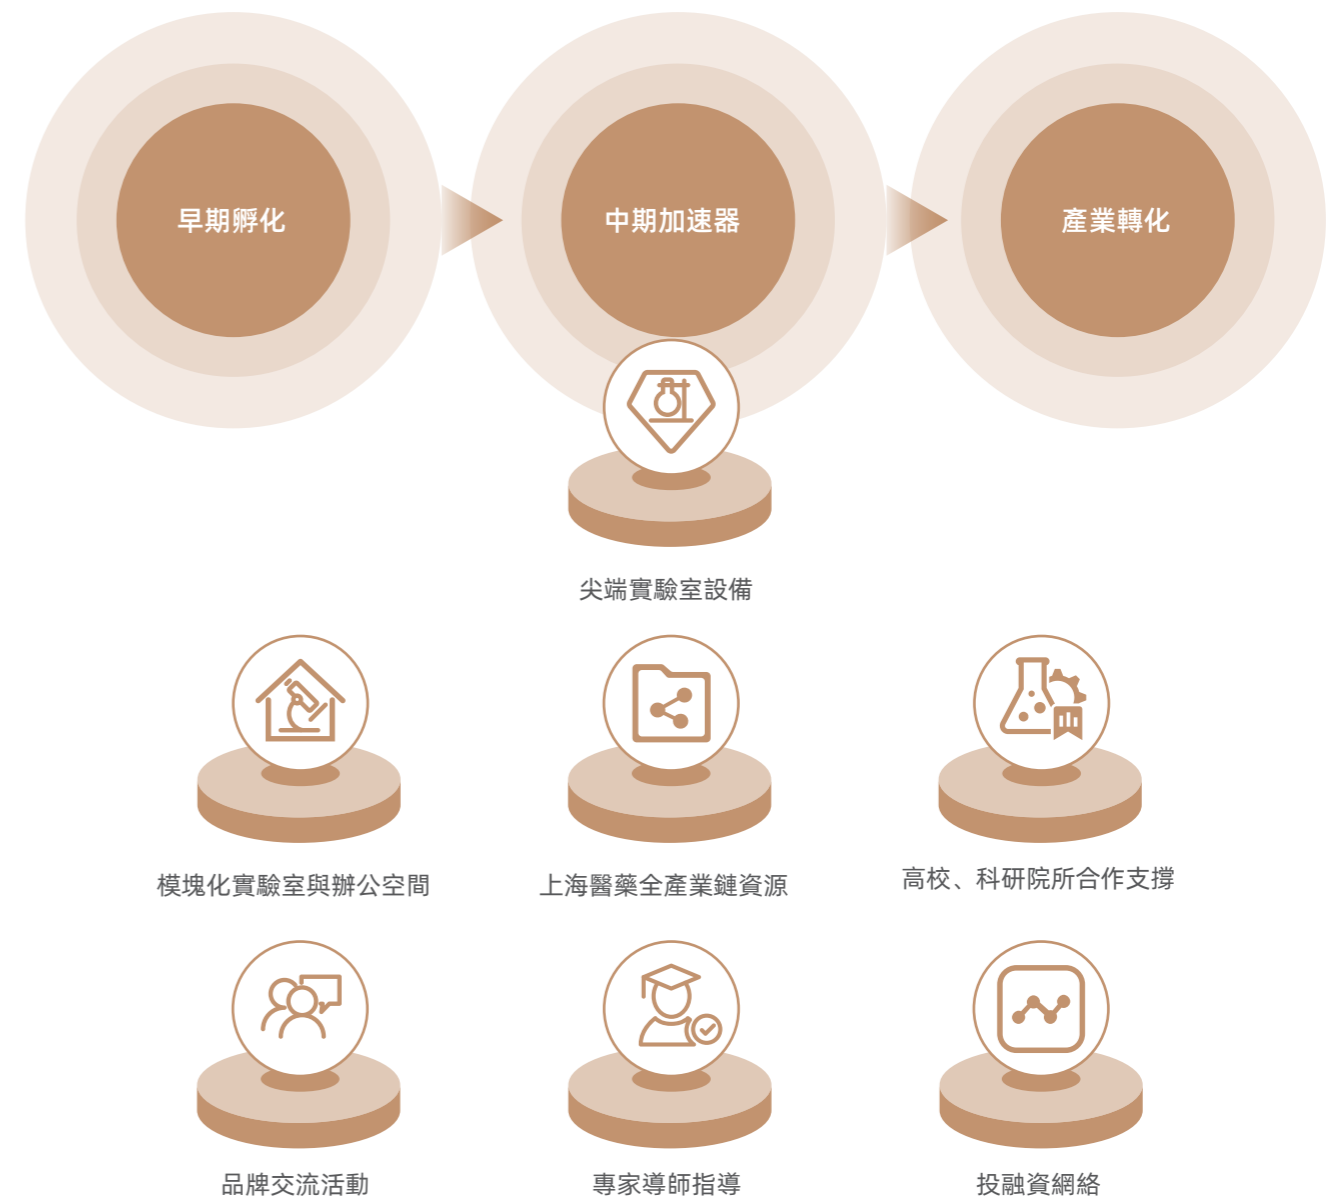 早期孵化
中期加速器
產業轉化
尖端實驗室設備
模塊化實驗室與辦公空間
上海醫藥全產業鏈資源
高校、科研院所合作支撐
品牌交流活動
專家導師指導
投融資網絡